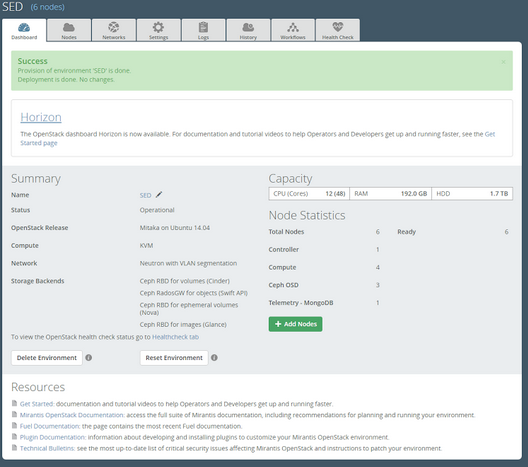 SED (6 nodes)
Dashboard Nodes Networks Settings Logs History Workflows Health Check
Success ×
Provision of environment 'SED' is done.
Deployment is done. No changes.
Horizon
The OpenStack dashboard Horizon is now available. For documentation and tutorial videos to help Operators and Developers get up and running faster, see the Get
Started page
Summary
Name SED
Status Operational
OpenStack Release Mitaka on Ubuntu 14.04
Compute KVM
Network Neutron with VLAN segmentation
Storage Backends Ceph RBD for volumes (Cinder)
Ceph RadosGW for objects (Swift API)
Ceph RBD for ephemeral volumes
(Nova)
Ceph RBD for images (Glance)
To view the OpenStack health check status go to Healthcheck tab
Delete Environment Reset Environment
Capacity
CPU (Cores) 12 (48) RAM 192.0 GB HDD 1.7 TB
Node Statistics
Total Nodes 6 Ready 6
Controller 1
Compute 4
Ceph OSD 3
Telemetry - MongoDB 1
+ Add Nodes
Resources
Get Started: documentation and tutorial videos to help Operators and Developers get up and running faster.
Mirantis OpenStack Documentation: access the full suite of Mirantis documentation, including recommendations for planning and running your environment.
Fuel Documentation: the page contains the most recent Fuel documentation.
Plugin Documentation: information about developing and installing plugins to customize your Mirantis OpenStack environment.
Technical Bulletins: see the most up-to-date list of critical security issues affecting Mirantis OpenStack and instructions to patch your environment.